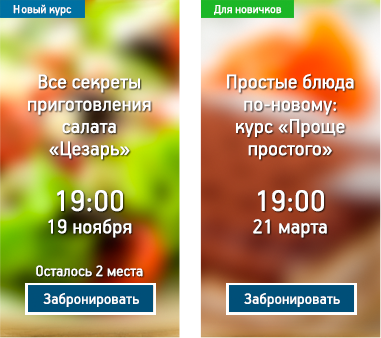 Новый курс
Все секреты
приготовления
салата
«Цезарь»
19:00
19 ноября
Осталось 2 места
Забронировать
Для новичков
Простые блюда
по-новому:
курс «Проще
простого»
19:00
21 марта
Забронировать